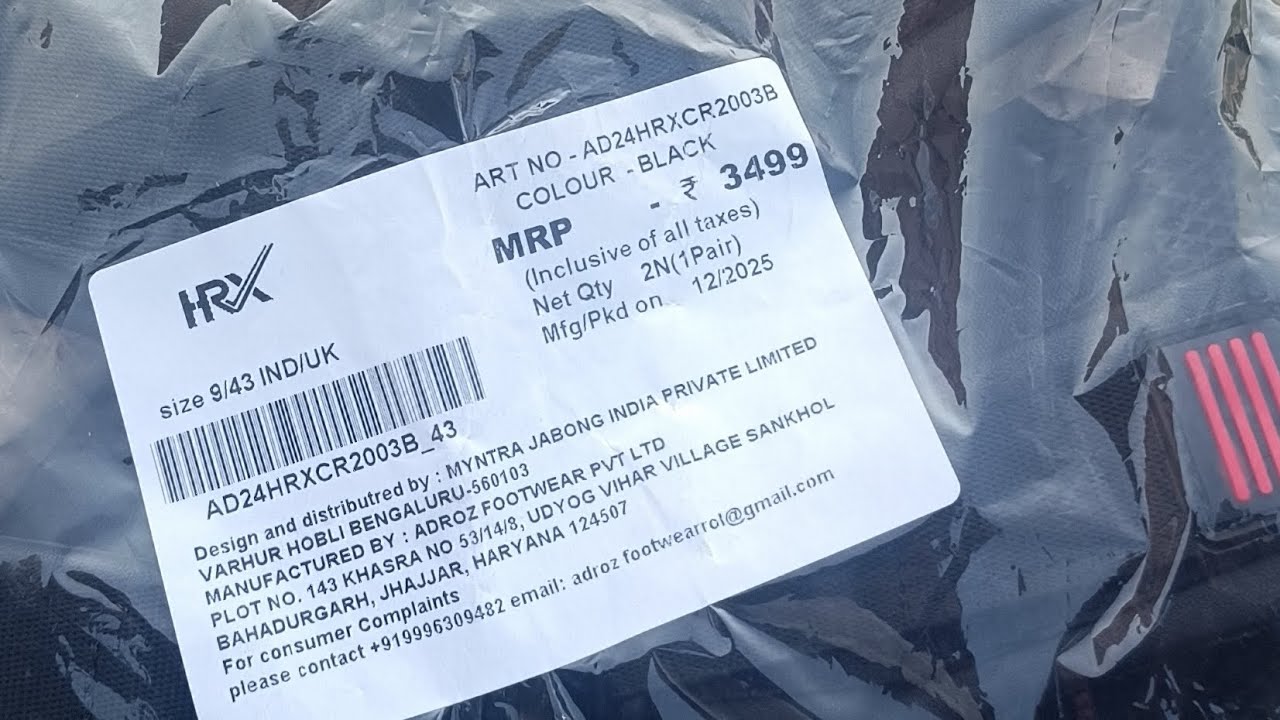 ART NO - AD24HRXCR2003B
COLOUR - BLACK
MRP - ₹ 3499
(Inclusive of all taxes)
Net Qty 2N(1Pair)
Mfg/Pkd on 12/2025
HRX
size 9/43 IND/UK
AD24HRXCR2003B_43
Design and distributred by : MYNTRA JABONG INDIA PRIVATE LIMITED
VARHUR HOBLI BENGALURU-560103
MANUFACTURED BY : ADROZ FOOTWEAR PVT LTD
PLOT NO. 143 KHASRA NO 53/14/8, UDYOG VIHAR VILLAGE SANKHOL
BAHADURGARH, JHAJJAR, HARYANA 124507
For consumer Complaints
please contact +919996309482 email: adroz footwearrol@gmail.com